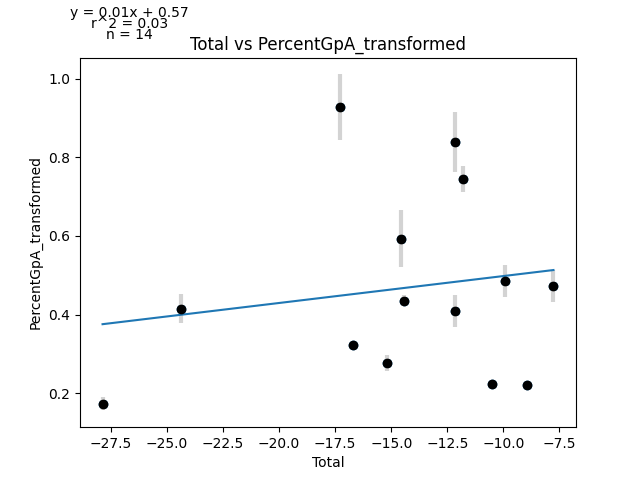 y = 0.01x + 0.57
r^2 = 0.03
n = 14
Total vs PercentGpA_transformed
1.0
0.8
0.6
0.4
0.2
PercentGpA_transformed
−27.5 −25.0 −22.5 −20.0 −17.5 −15.0 −12.5 −10.0 −7.5
Total